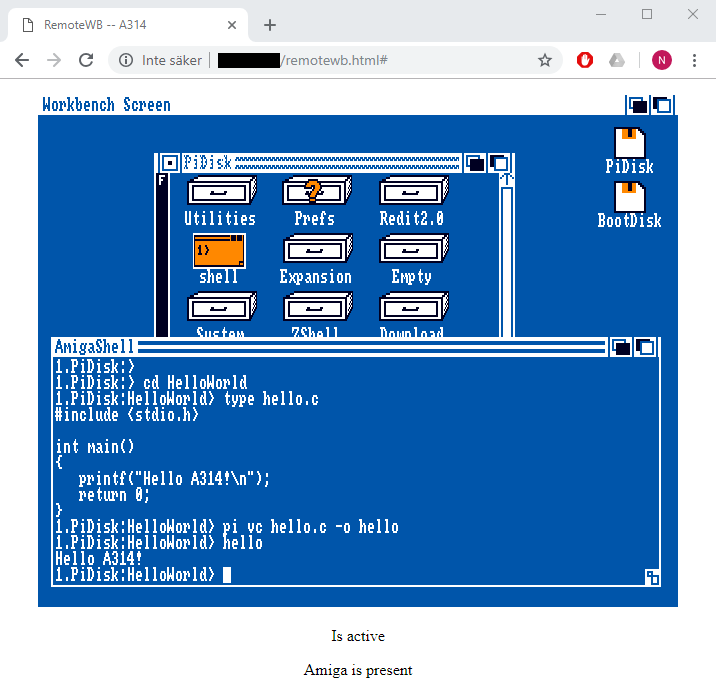 RemoteWB -- A314
Inte säker
/remotewb.html#
N
Workbench Screen
PiDisk
F
PiDisk
BootDisk
Utilities Prefs Redit2.0
?
1>
shell Expansion Empty
System ZShell Download
AmigaShell
1.PiDisk:>
1.PiDisk:> cd HelloWorld
1.PiDisk:HelloWorld> type hello.c
#include <stdio.h>
int main()
{
printf("Hello A314!\n");
return 0;
}
1.PiDisk:HelloWorld> pi vc hello.c -o hello
1.PiDisk:HelloWorld> hello
Hello A314!
1.PiDisk:HelloWorld>
Is active
Amiga is present